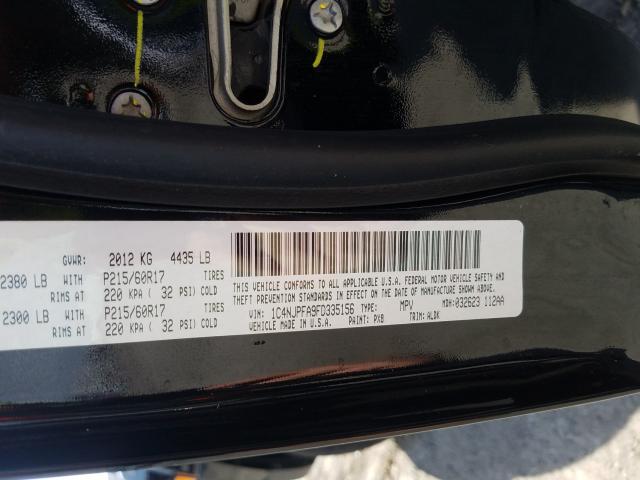 GVWR: 2012 KG 4435 LB
2380 LB WITH P215/60R17 TIRES
RIMS AT 220 KPA ( 32 PSI) COLD
2300 LB WITH P215/60R17 TIRES
RIMS AT 220 KPA ( 32 PSI) COLD
THIS VEHICLE CONFORMS TO ALL APPLICABLE U.S.A. FEDERAL MOTOR VEHICLE SAFETY AND
THEFT PREVENTION STANDARDS IN EFFECT ON THE DATE OF MANUFACTURE SHOWN ABOVE.
VIN: 1C4NJPFA9FD335156 TYPE: MPV MDH: 032623 112AA
VEHICLE MADE IN U.S.A. PAINT: PX8 TRIM: ALDK